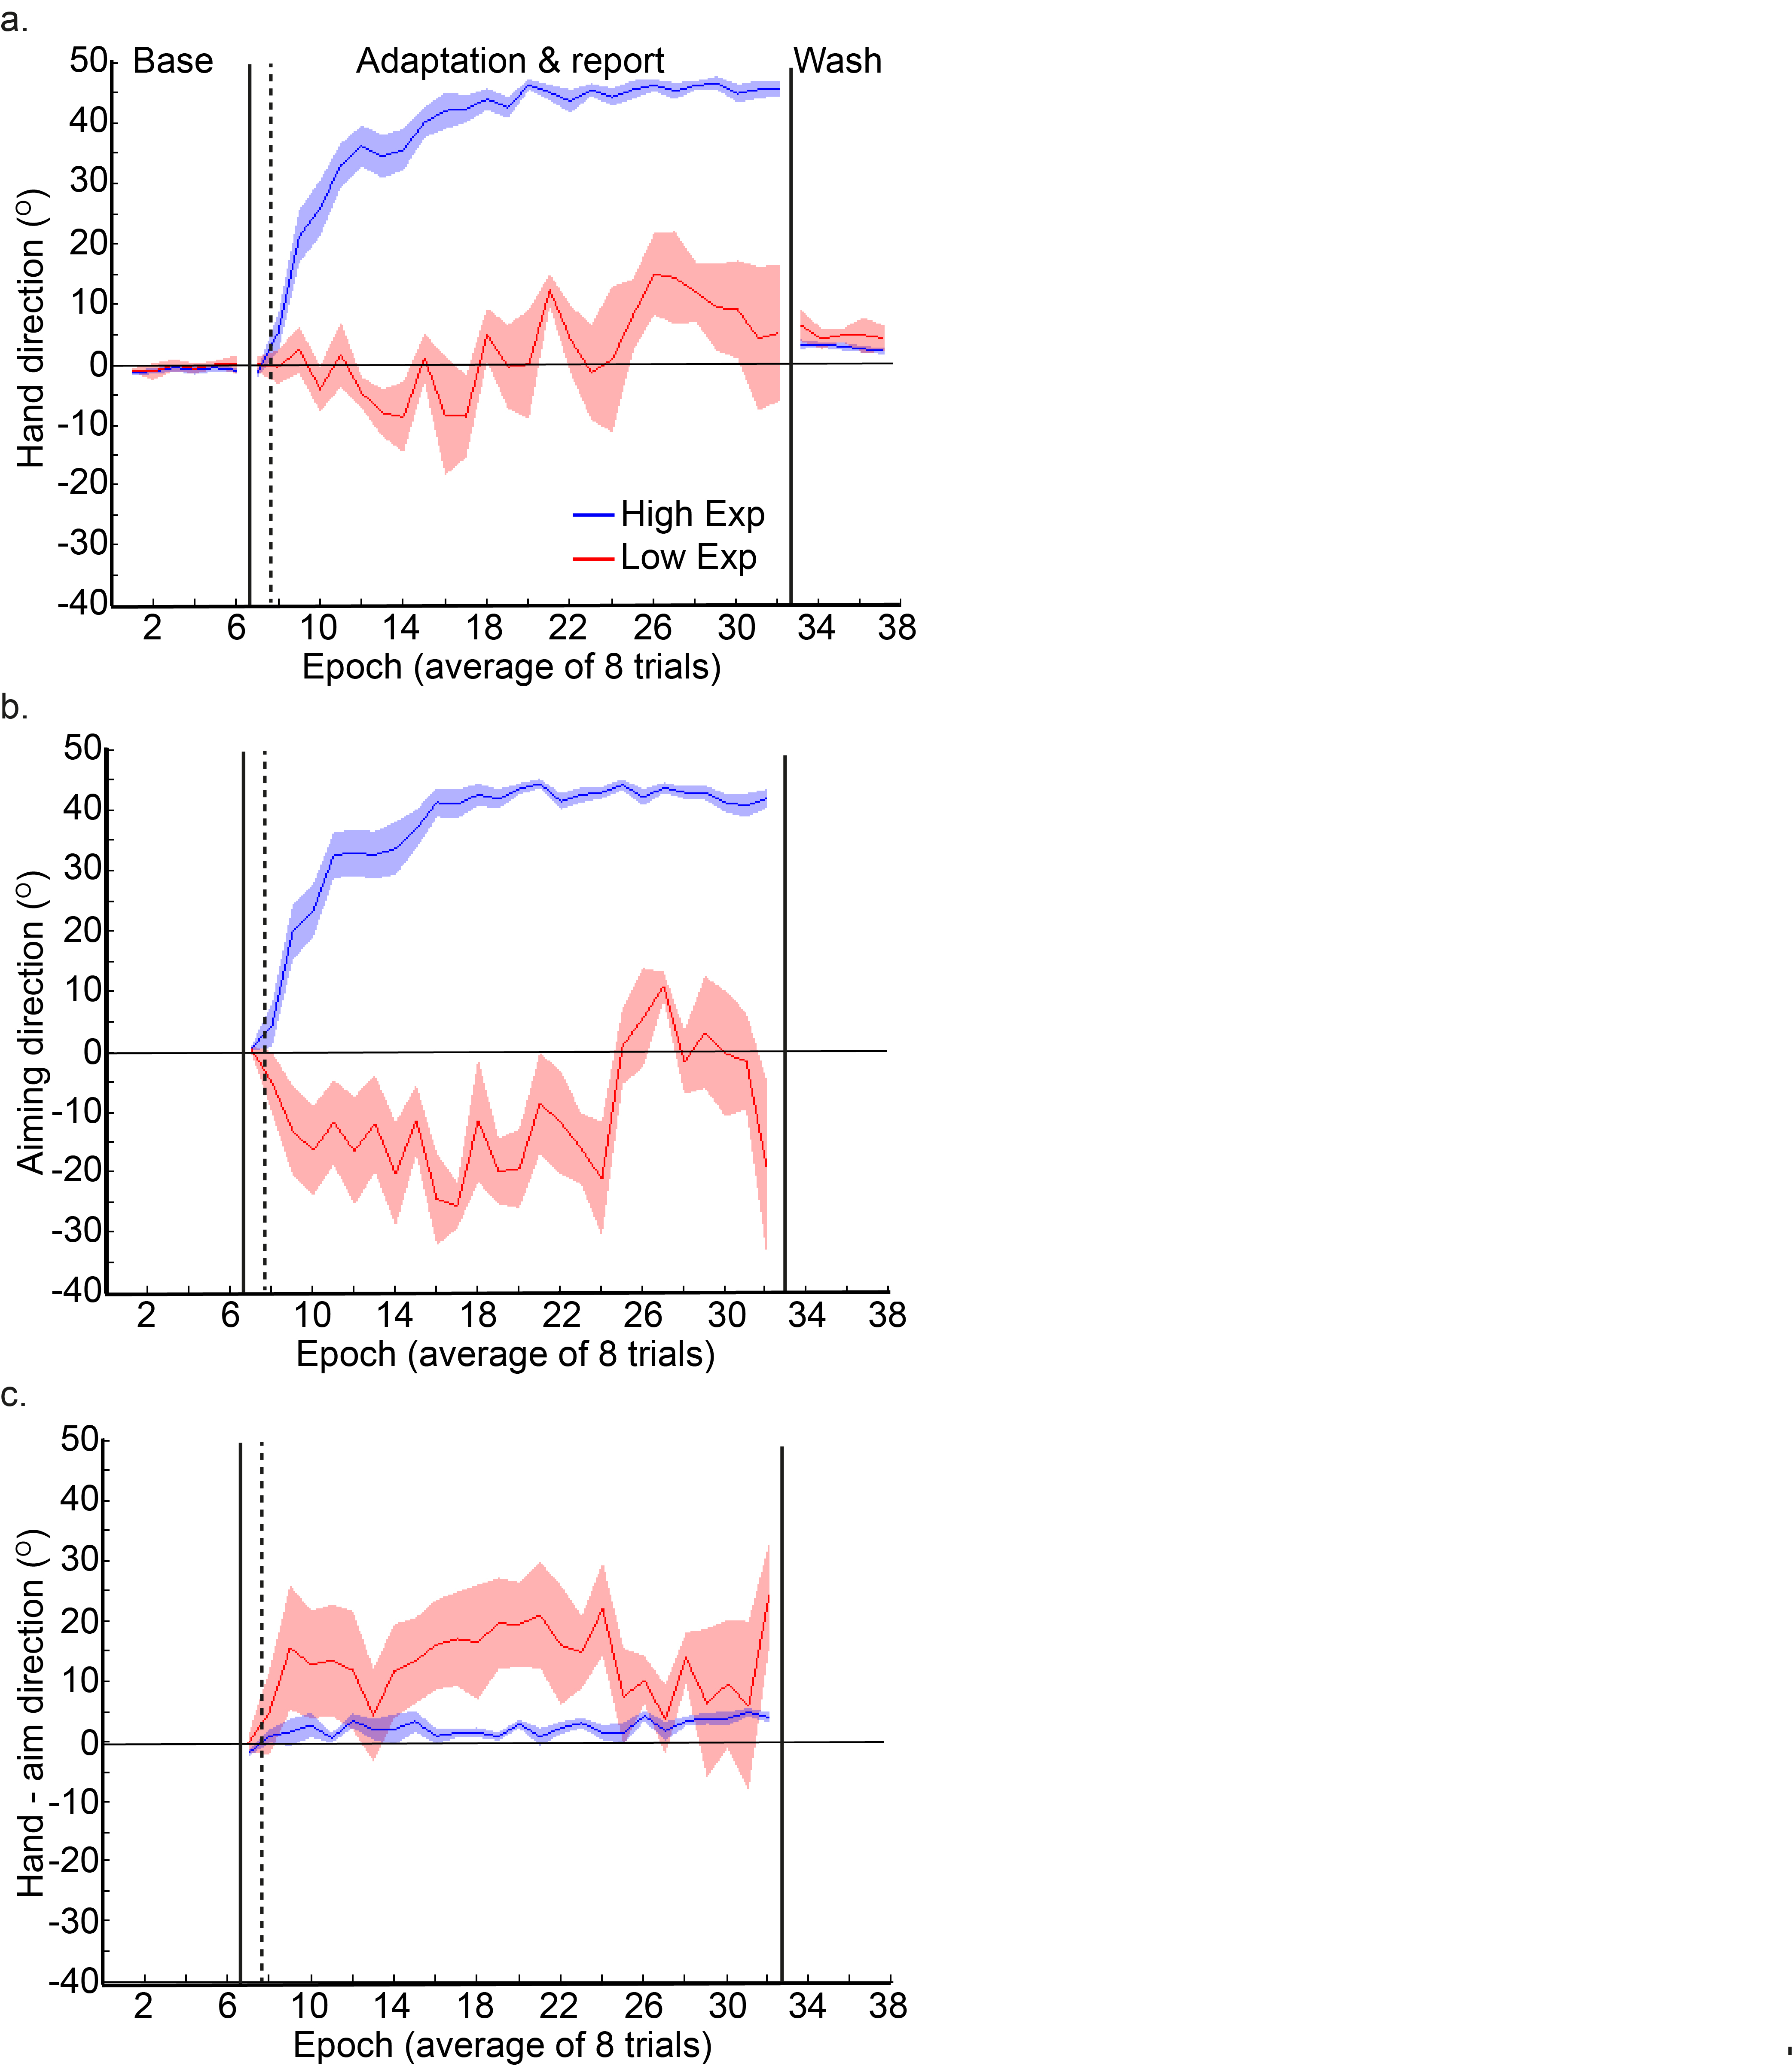 a.
Base Adaptation & report Wash
50
40
30
20
10
0
-10
-20
-30
-40
Hand direction (°)
High Exp
Low Exp
2 6 10 14 18 22 26 30 34 38
Epoch (average of 8 trials)
b.
50
40
30
20
10
0
-10
-20
-30
-40
Aiming direction (°)
2 6 10 14 18 22 26 30 34 38
Epoch (average of 8 trials)
c.
50
40
30
20
10
0
-10
-20
-30
-40
Hand - aim direction (°)
2 6 10 14 18 22 26 30 34 38
Epoch (average of 8 trials)